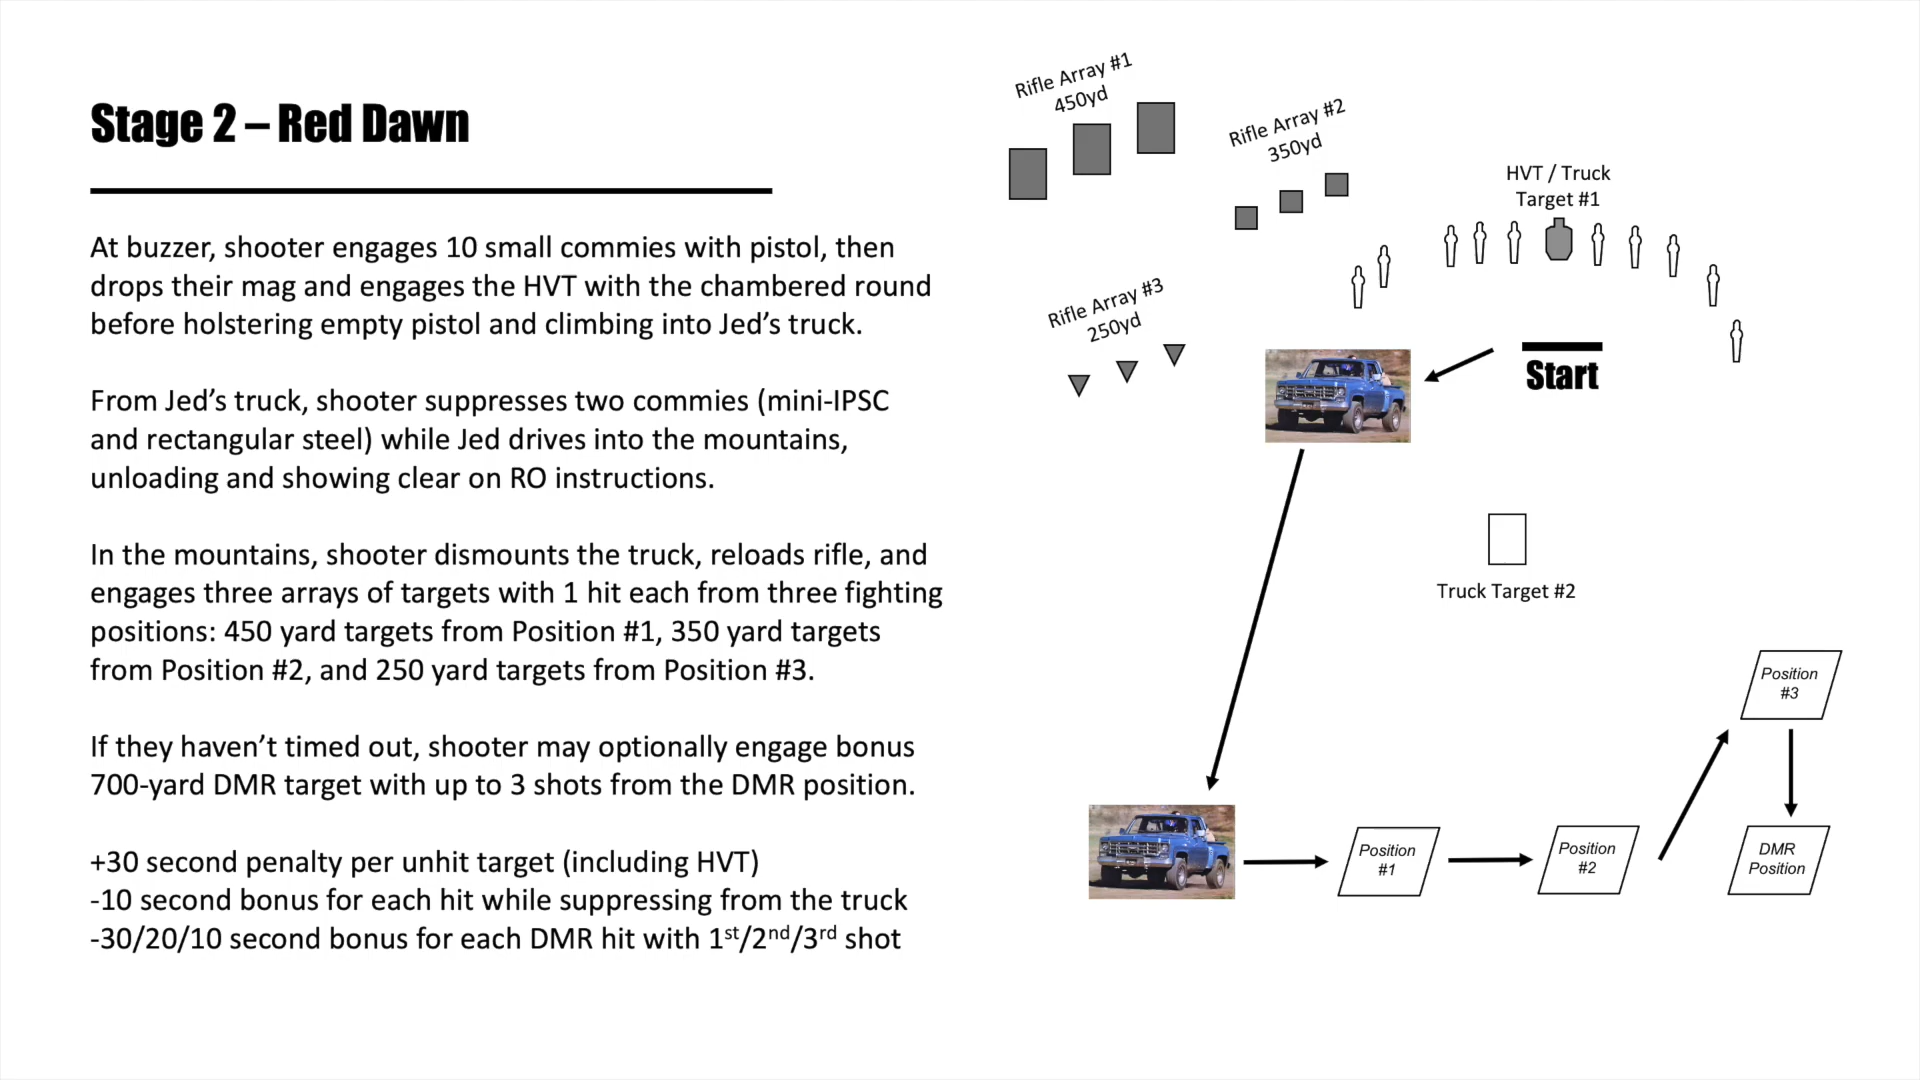 Stage 2 – Red Dawn
At buzzer, shooter engages 10 small commies with pistol, then
drops their mag and engages the HVT with the chambered round
before holstering empty pistol and climbing into Jed’s truck.
From Jed’s truck, shooter suppresses two commies (mini-IPSC
and rectangular steel) while Jed drives into the mountains,
unloading and showing clear on RO instructions.
In the mountains, shooter dismounts the truck, reloads rifle, and
engages three arrays of targets with 1 hit each from three fighting
positions: 450 yard targets from Position #1, 350 yard targets
from Position #2, and 250 yard targets from Position #3.
If they haven’t timed out, shooter may optionally engage bonus
700-yard DMR target with up to 3 shots from the DMR position.
+30 second penalty per unhit target (including HVT)
-10 second bonus for each hit while suppressing from the truck
-30/20/10 second bonus for each DMR hit with 1st/2nd/3rd shot
Rifle Array #1
450yd
Rifle Array #2
350yd
HVT / Truck
Target #1
Rifle Array #3
250yd
Start
Truck Target #2
Position
#3
Position
#1
Position
#2
DMR
Position